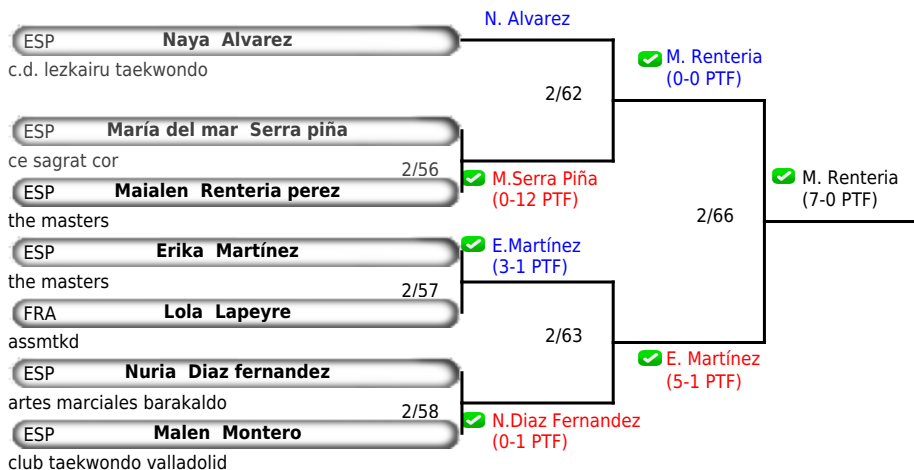 N. Alvarez
ESP Naya Alvarez
c.d. lezkairu taekwondo
M. Renteria
(0-0 PTF)
2/62
ESP María del mar Serra piña
ce sagrat cor
2/56
M.Serra Piña
(0-12 PTF)
ESP Maialen Renteria perez
the masters
M. Renteria
(7-0 PTF)
2/66
ESP Erika Martínez
the masters
E.Martínez
(3-1 PTF)
2/57
FRA Lola Lapeyre
assmtkd
2/63
E. Martínez
(5-1 PTF)
ESP Nuria Diaz fernandez
artes marciales barakaldo
2/58
N.Diaz Fernandez
(0-1 PTF)
ESP Malen Montero
club taekwondo valladolid